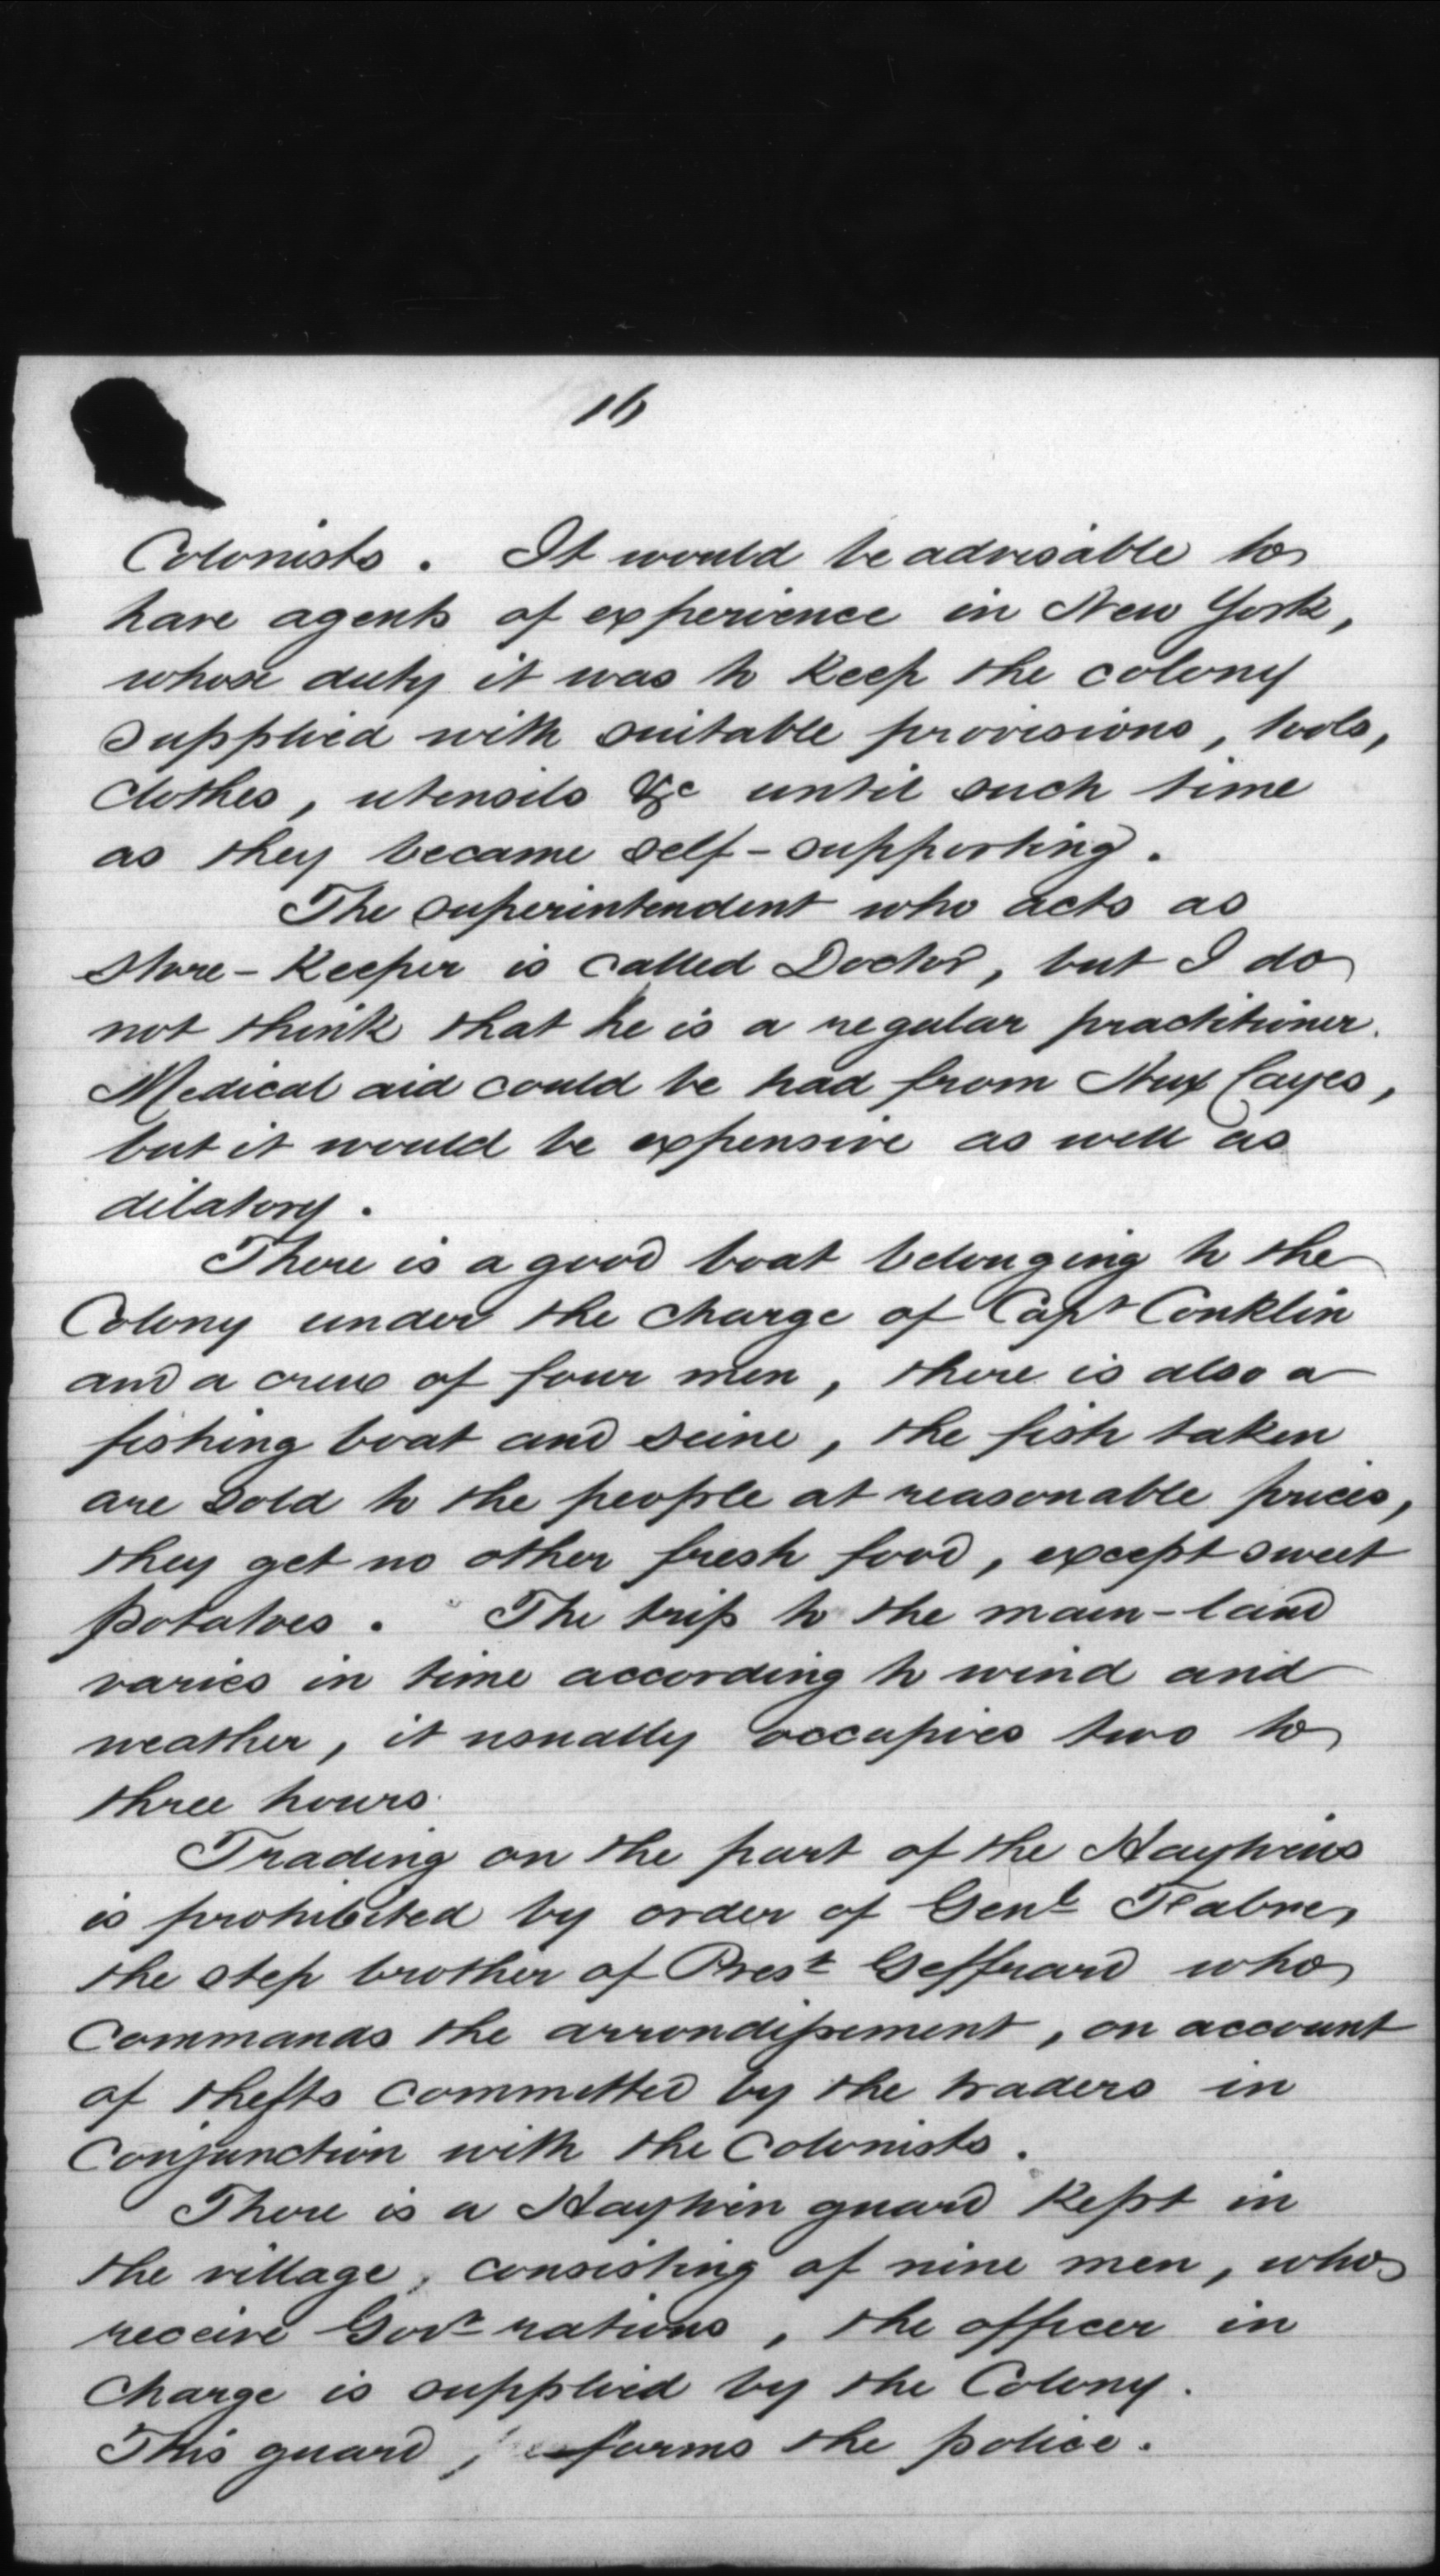 16
Colonists. It would be advisable to
have agents of experience in New York,
whose duty it was to keep the colony
supplied with suitable provisions, tools,
clothes, utensils &c until such time
as they became self-supporting.
The superintendent who acts as
store-keeper is called Doctor, but I do
not think that he is a regular practitioner.
Medical aid could be had from Aux Cayes,
but it would be expensive as well as
dilatory.
There is a good boat belonging to the
Colony under the charge of Capt Conklin
and a crew of four men, there is also a
fishing boat and seine, the fish taken
are sold to the people at reasonable prices,
they get no other fresh food, except sweet
potatoes. The trip to the main-land
varies in time according to wind and
weather, it usually occupies two to
three hours.
Trading on the part of the Haytiens
is prohibited by order of Genl
the step brother of Prest Geffrard who
commands the arrondissement, on account
of thefts committed by the traders in
conjunction with the Colonists.
There is a Haytien guard kept in
the village, consisting of nine men, who
receive Govt rations, the officer in
charge is supplied by the Colony.
This guard, forms the police.